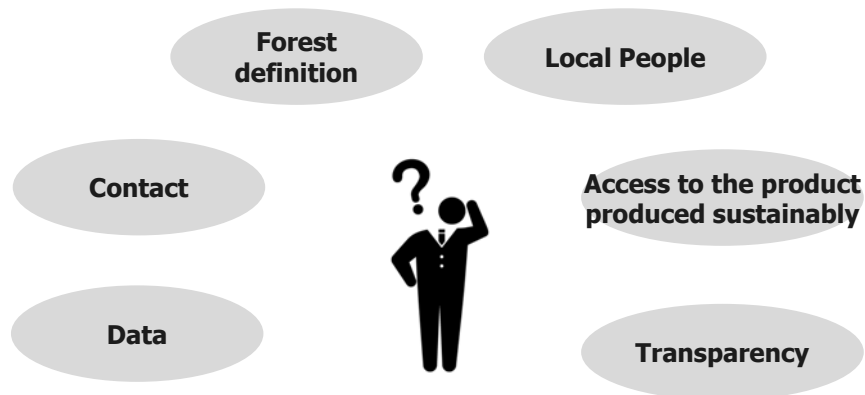 Forest
definition
Local People
Contact
Access to the product
produced sustainably
Data
Transparency
?